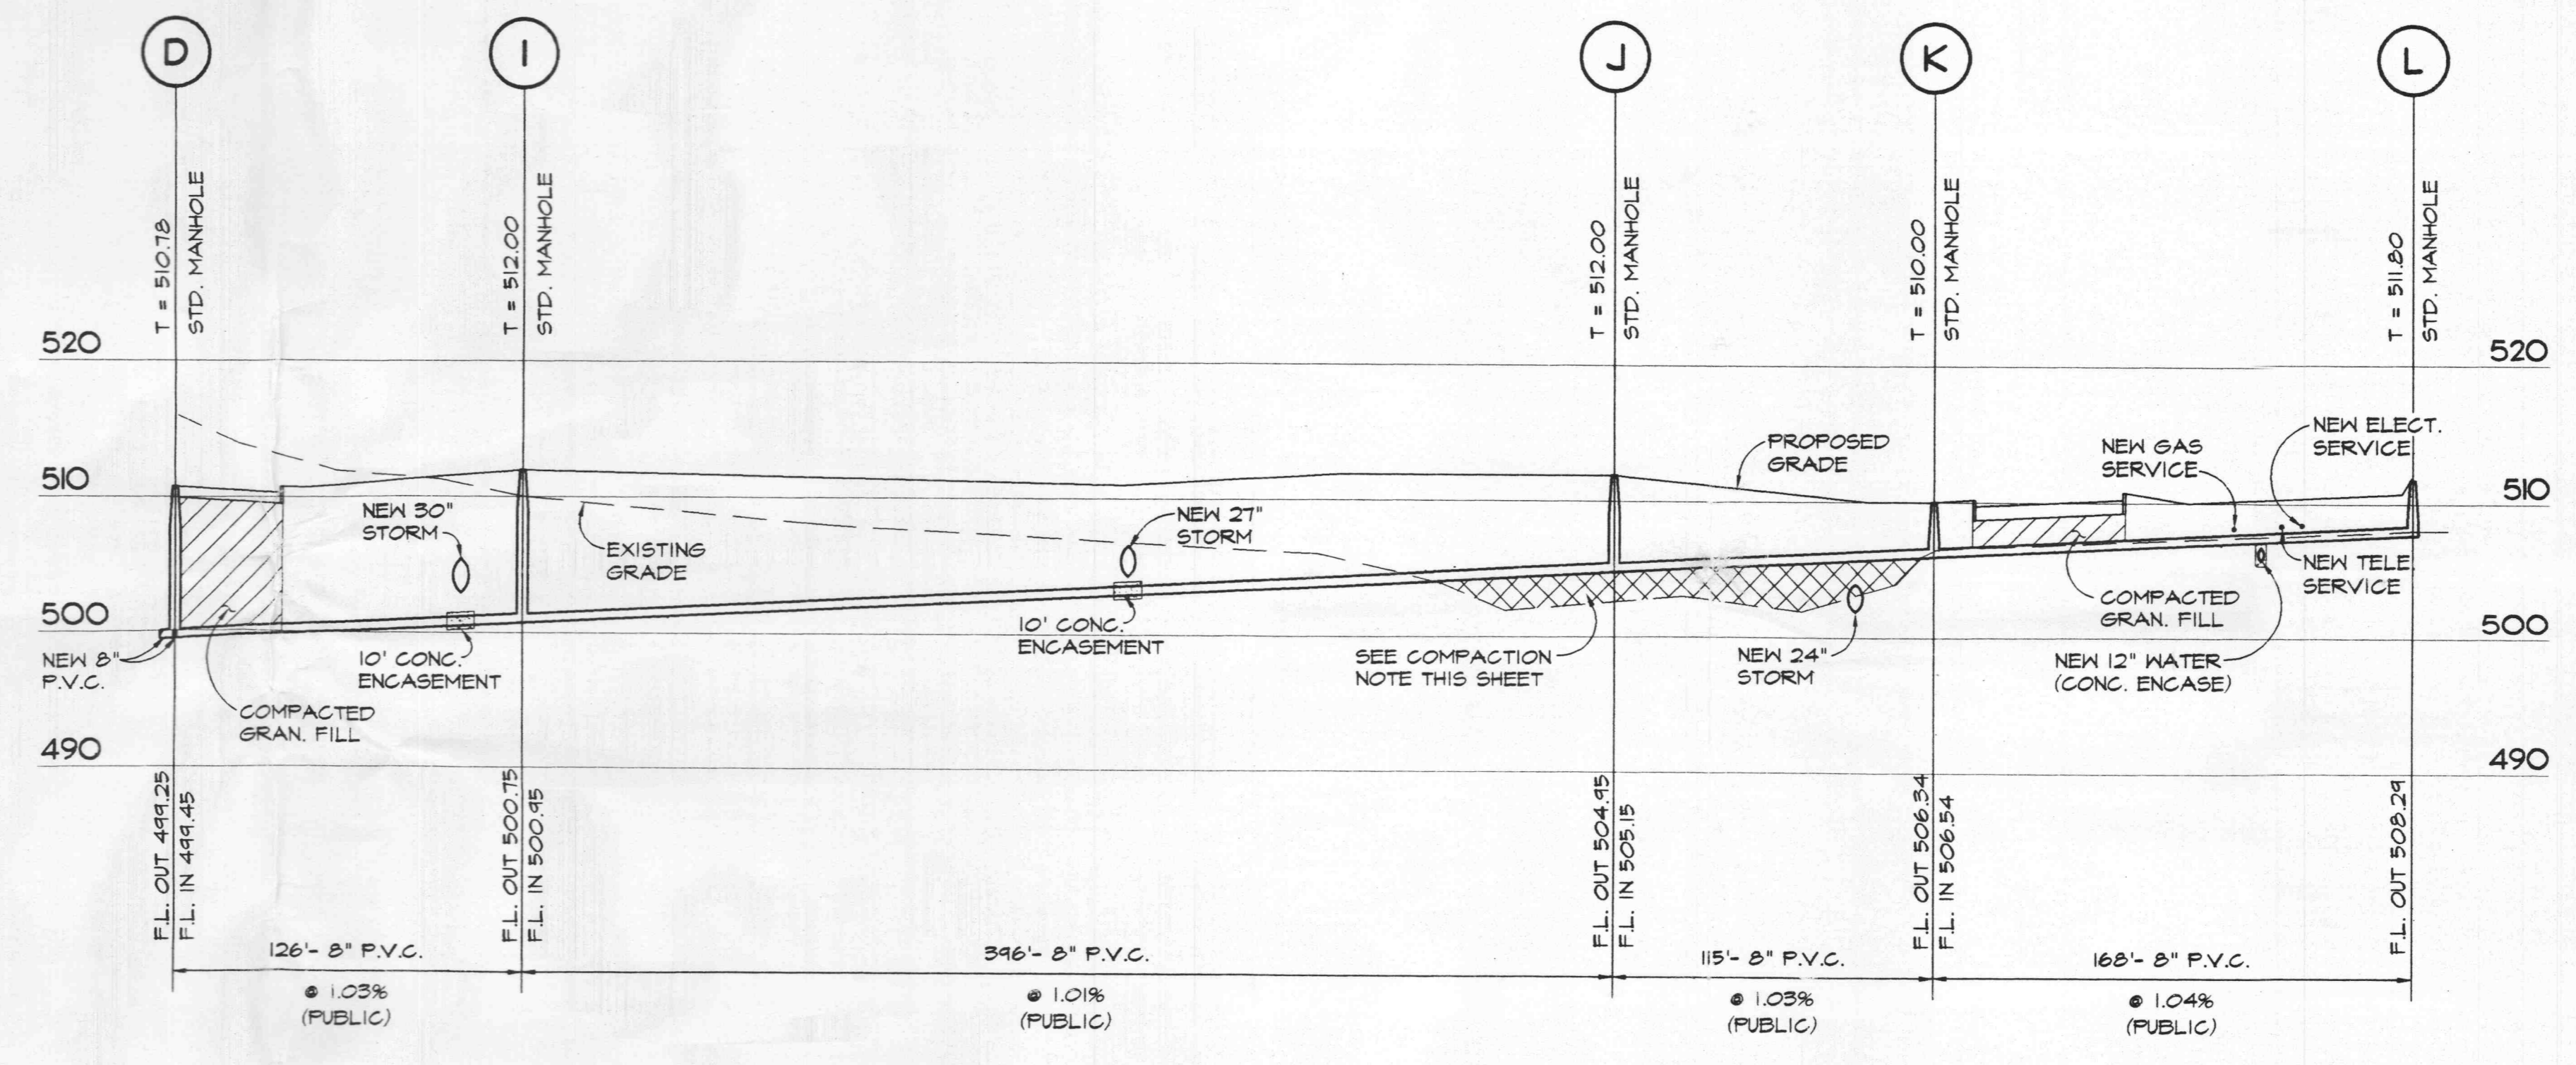 D
I
J
K
L
T = 510.78
STD. MANHOLE
T = 512.00
STD. MANHOLE
T = 512.00
STD. MANHOLE
T = 510.00
STD. MANHOLE
T = 511.80
STD. MANHOLE
520
520
PROPOSED
GRADE
NEW GAS
SERVICE
NEW ELECT.
SERVICE
510
510
NEW 30"
STORM
EXISTING
GRADE
NEW 27"
STORM
NEW TELE.
SERVICE
COMPACTED
GRAN. FILL
500
500
NEW 8"
P.V.C.
10' CONC.
ENCASEMENT
10' CONC.
ENCASEMENT
SEE COMPACTION
NOTE THIS SHEET
NEW 24"
STORM
NEW 12" WATER
(CONC. ENCASE)
COMPACTED
GRAN. FILL
490
490
F.L. OUT 499.25
F.L. IN 499.45
F.L. OUT 500.75
F.L. IN 500.95
F.L. OUT 504.95
F.L. IN 505.15
F.L. OUT 506.34
F.L. IN 506.54
F.L. OUT 508.29
126'- 8" P.V.C.
@ 1.03%
(PUBLIC)
396'- 8" P.V.C.
@ 1.01%
(PUBLIC)
115'- 8" P.V.C.
@ 1.03%
(PUBLIC)
168'- 8" P.V.C.
@ 1.04%
(PUBLIC)